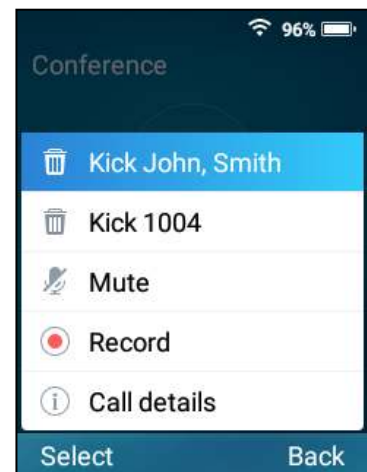 96%
Conference
Kick John, Smith
Kick 1004
Mute
Record
Call details
Select Back